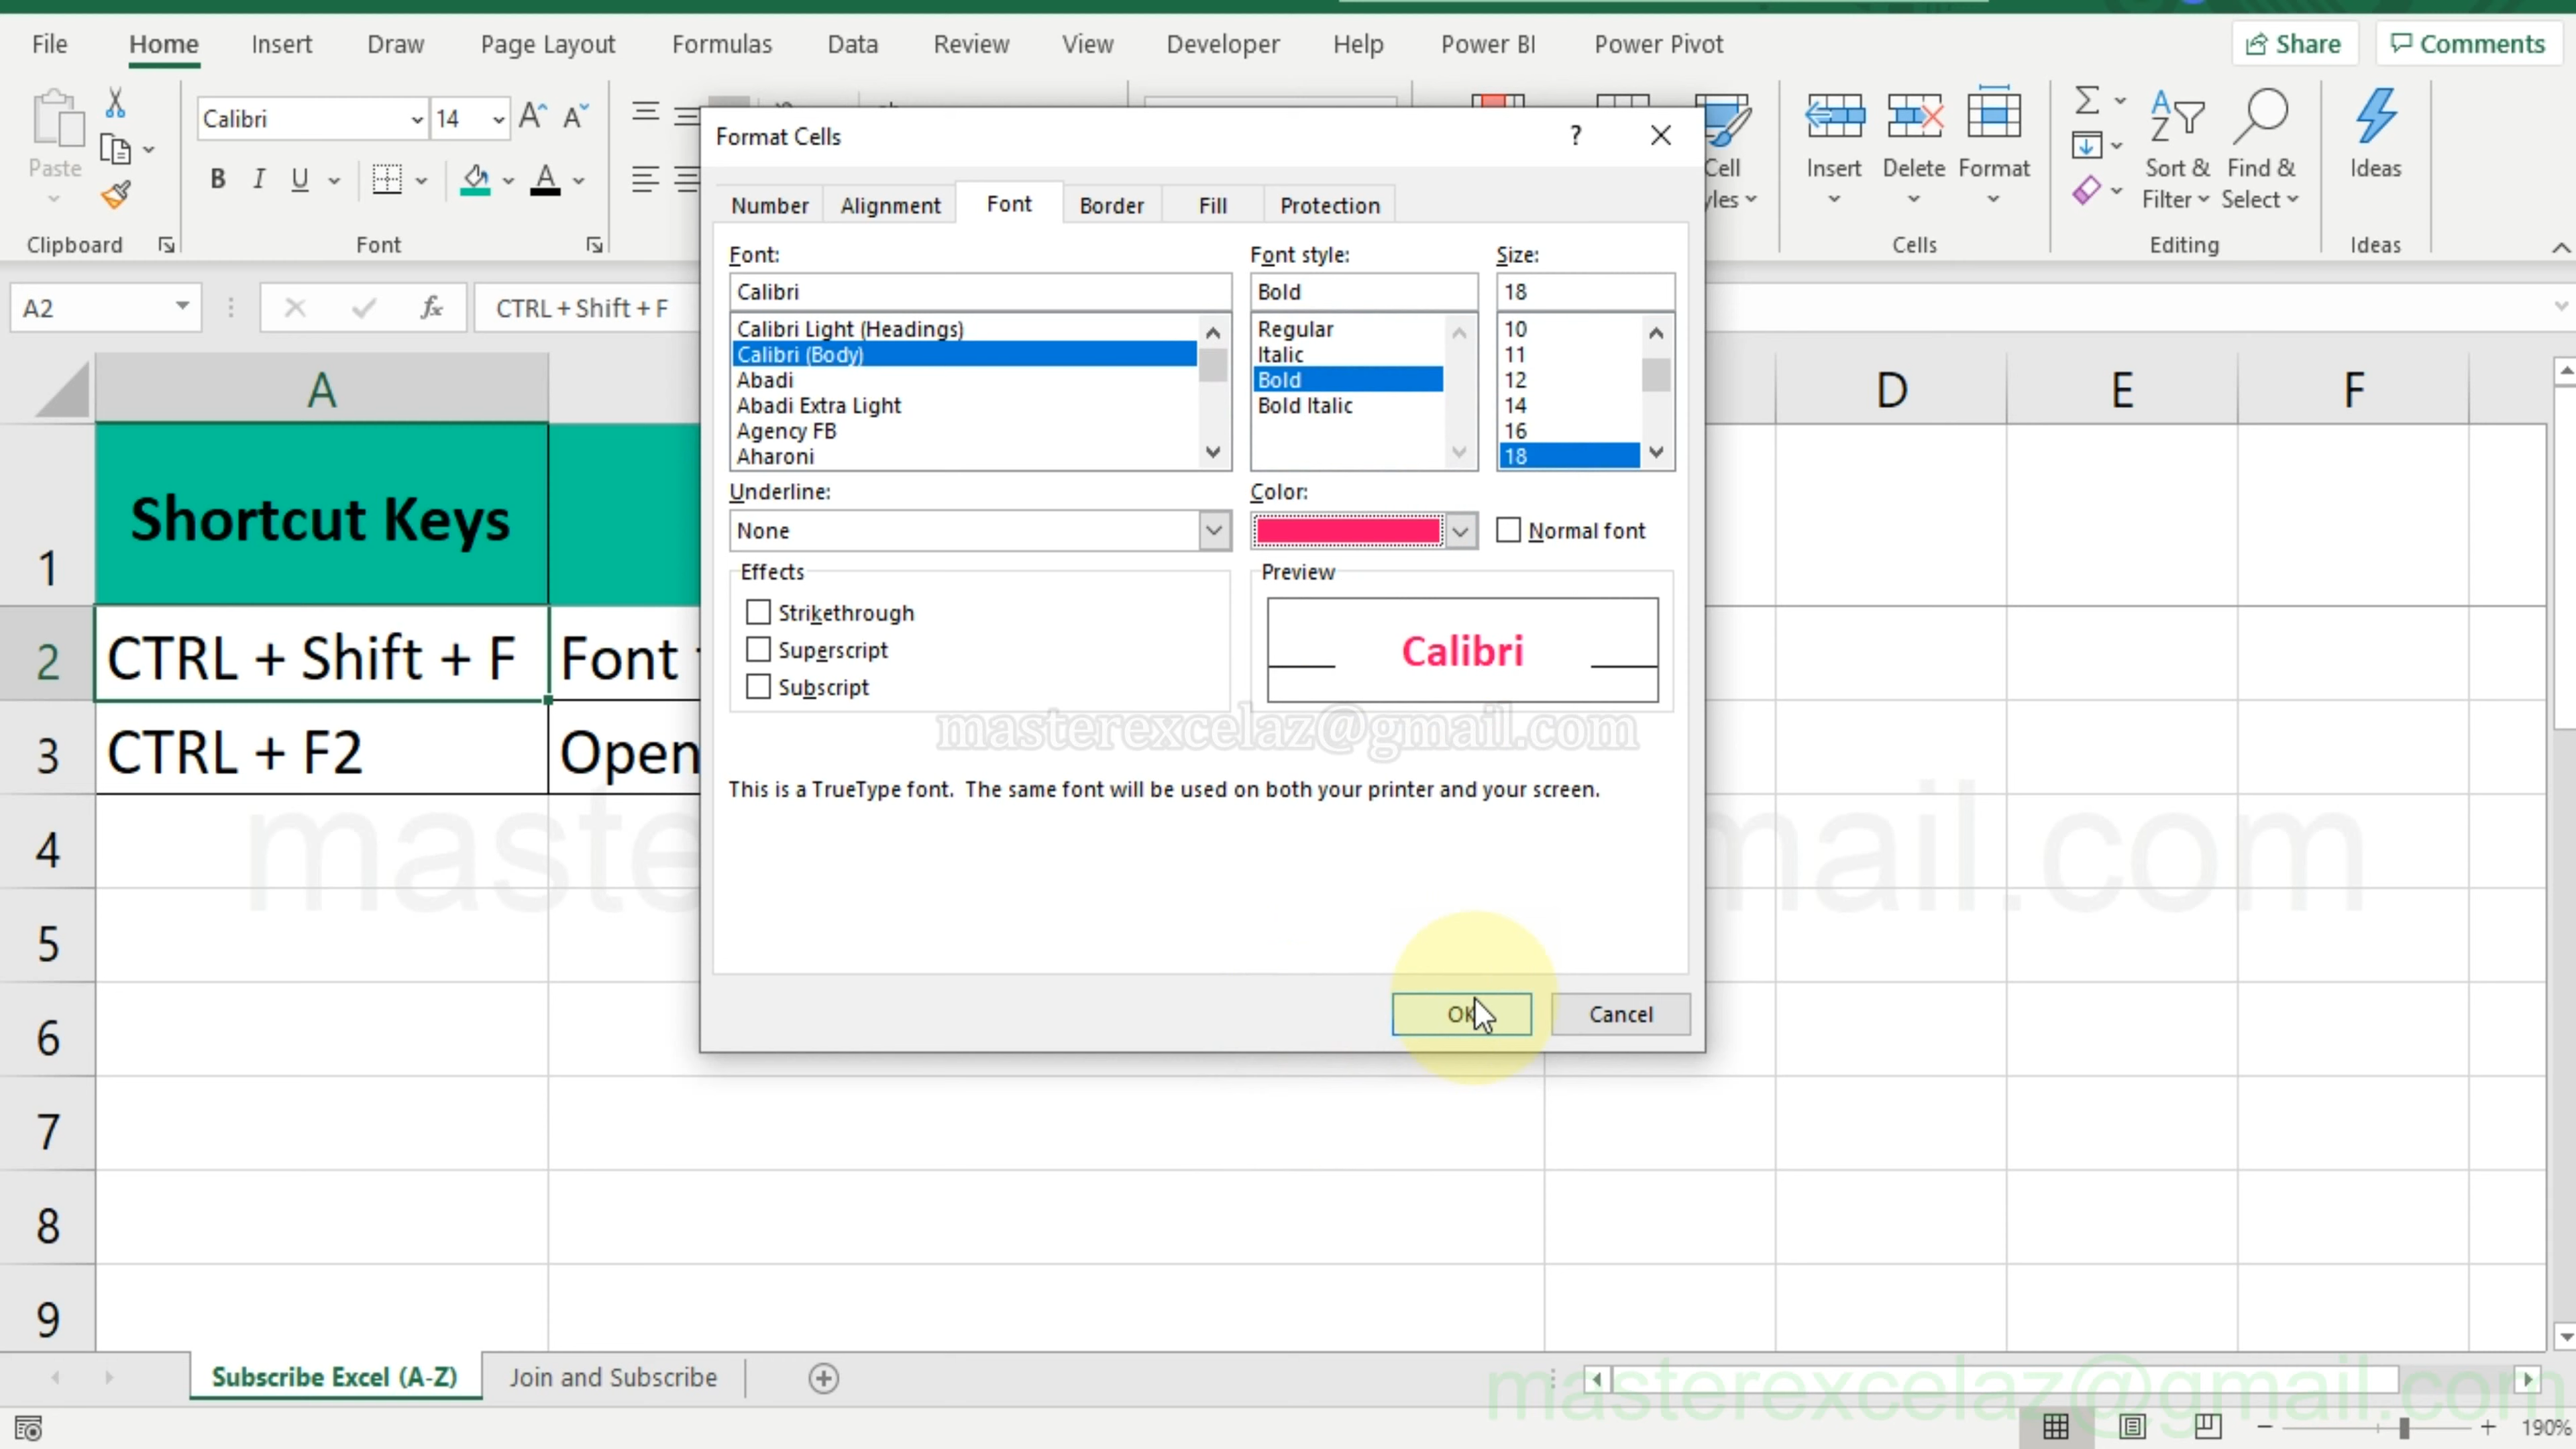 File Home Insert Draw Page Layout Formulas Data Review View Developer Help Power BI Power Pivot Share Comments
Calibri 14 A A
Paste B I U A
Insert Delete Format Sort & Find & Ideas
Filter Select
Clipboard Font Cells Editing Ideas
A2 fx CTRL + Shift + F
Format Cells ?
Number Alignment Font Border Fill Protection
Font: Font style: Size:
Calibri Bold 18
Calibri Light (Headings) Regular 10
Calibri (Body) Italic 11
Abadi Bold 12
Abadi Extra Light Bold Italic 14
Agency FB 16
Aharoni 18
Underline: Color:
None Normal font
Effects Preview
Strikethrough
Superscript
Subscript
Calibri
masterexcelaz@gmail.com
This is a TrueType font. The same font will be used on both your printer and your screen.
OK Cancel
A D E F
1 Shortcut Keys
2 CTRL + Shift + F Font
3 CTRL + F2 Open
4
5
6
7
8
9
Subscribe Excel (A-Z) Join and Subscribe
masterexcelaz@gmail.com
190%